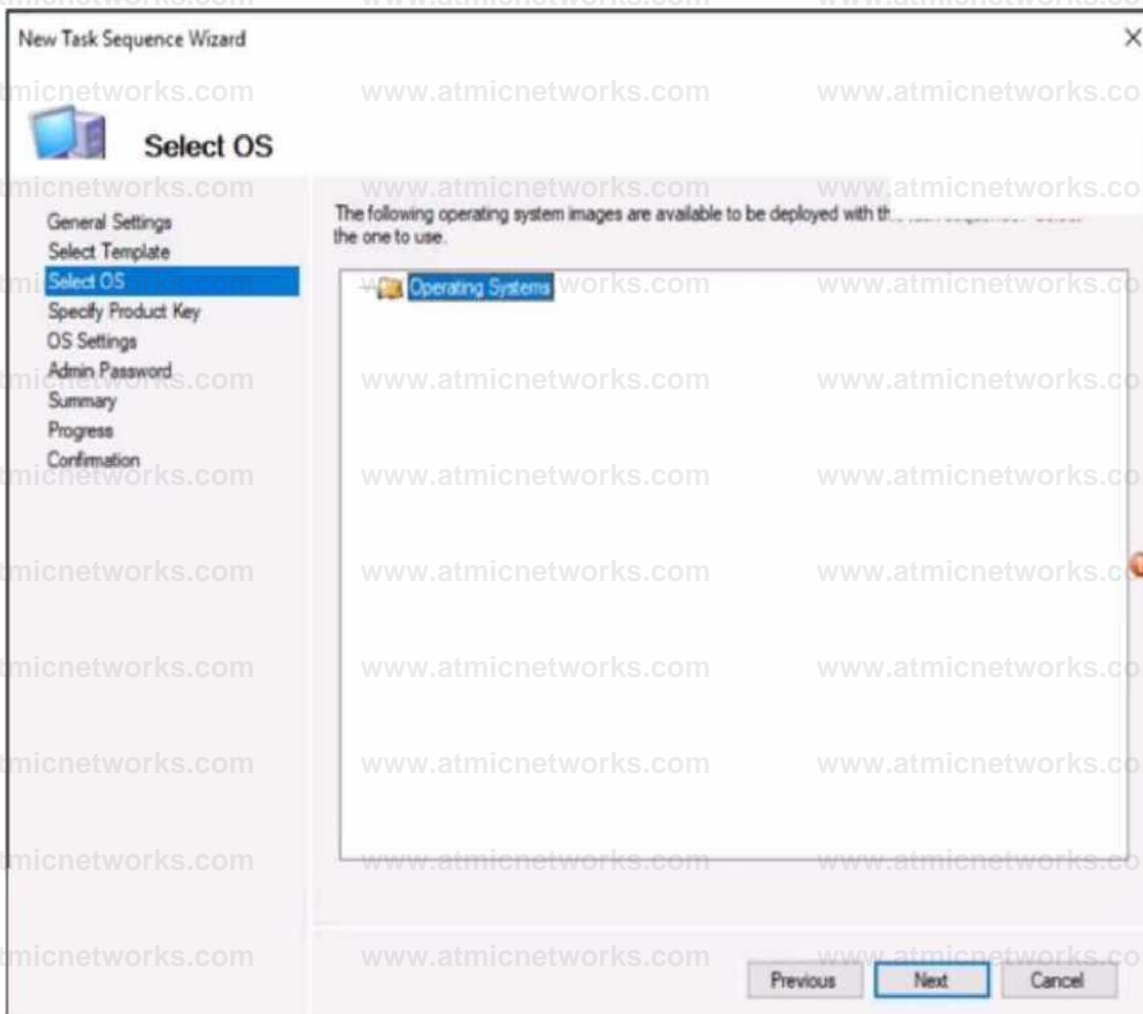 New Task Sequence Wizard
Select OS
General Settings
Select Template
Select OS
Specify Product Key
OS Settings
Admin Password
Summary
Progress
Confirmation
The following operating system images are available to be deployed with
the one to use.
Operating Systems
Previous
Next
Cancel
www.atmicnetworks.com